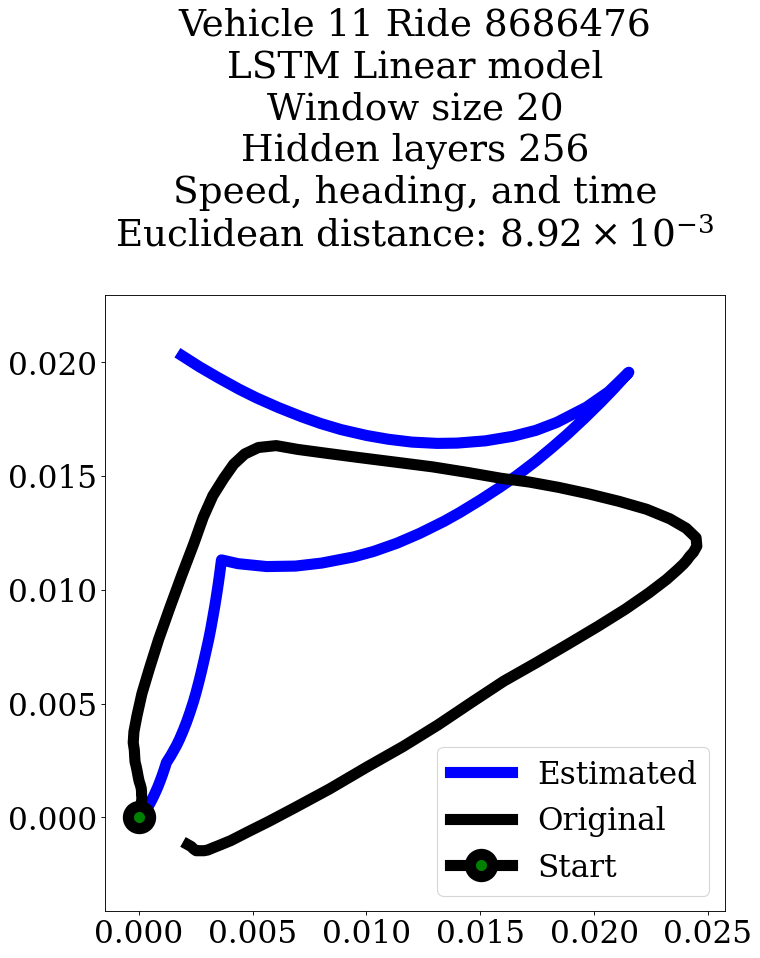 Vehicle 11 Ride 8686476
LSTM Linear model
Window size 20
Hidden layers 256
Speed, heading, and time
Euclidean distance: 8.92 × 10⁻³
0.020
0.015
0.010
0.005
0.000
Estimated
Original
Start
0.000 0.005 0.010 0.015 0.020 0.025